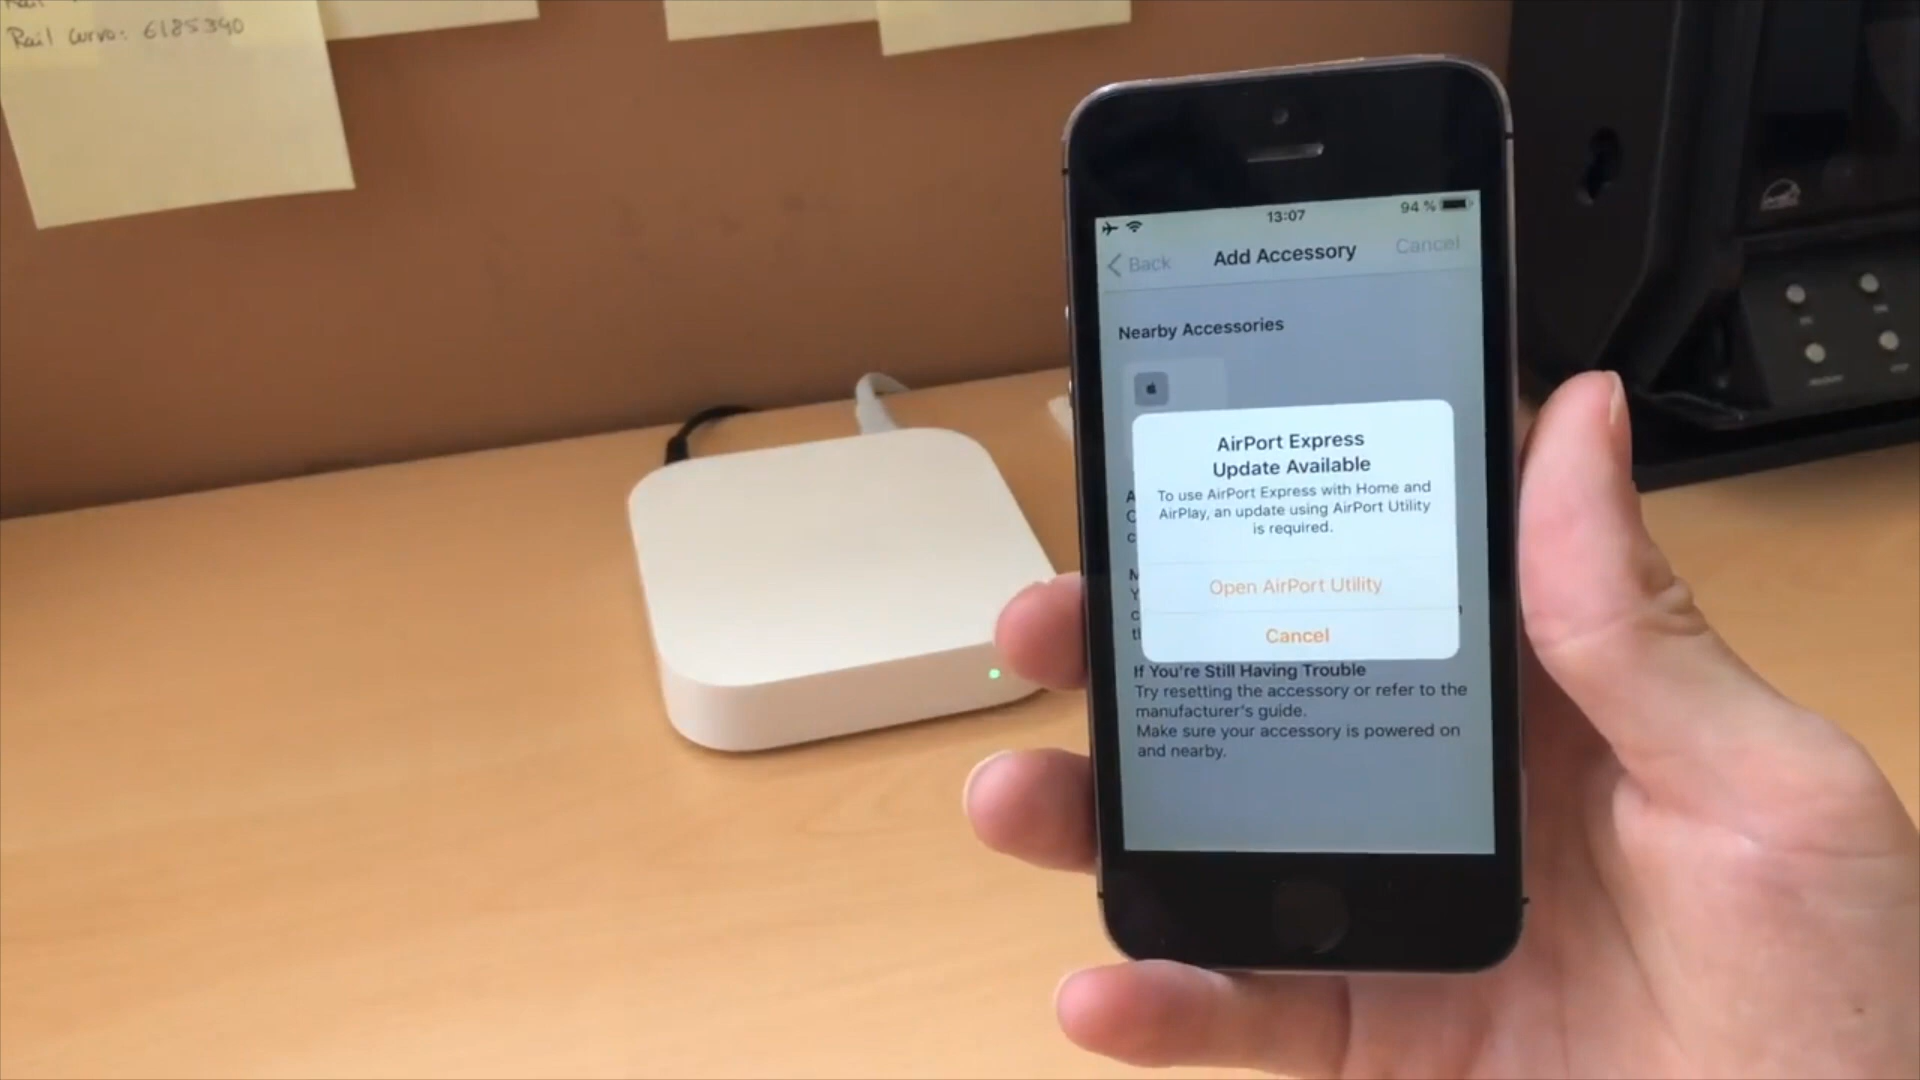 Rail curvo: 6185340
13:07
94 %
Back
Add Accessory
Cancel
Nearby Accessories
AirPort Express
Update Available
To use AirPort Express with Home and
AirPlay, an update using AirPort Utility
is required.
Open AirPort Utility
Cancel
If You're Still Having Trouble
Try resetting the accessory or refer to the
manufacturer's guide.
Make sure your accessory is powered on
and nearby.